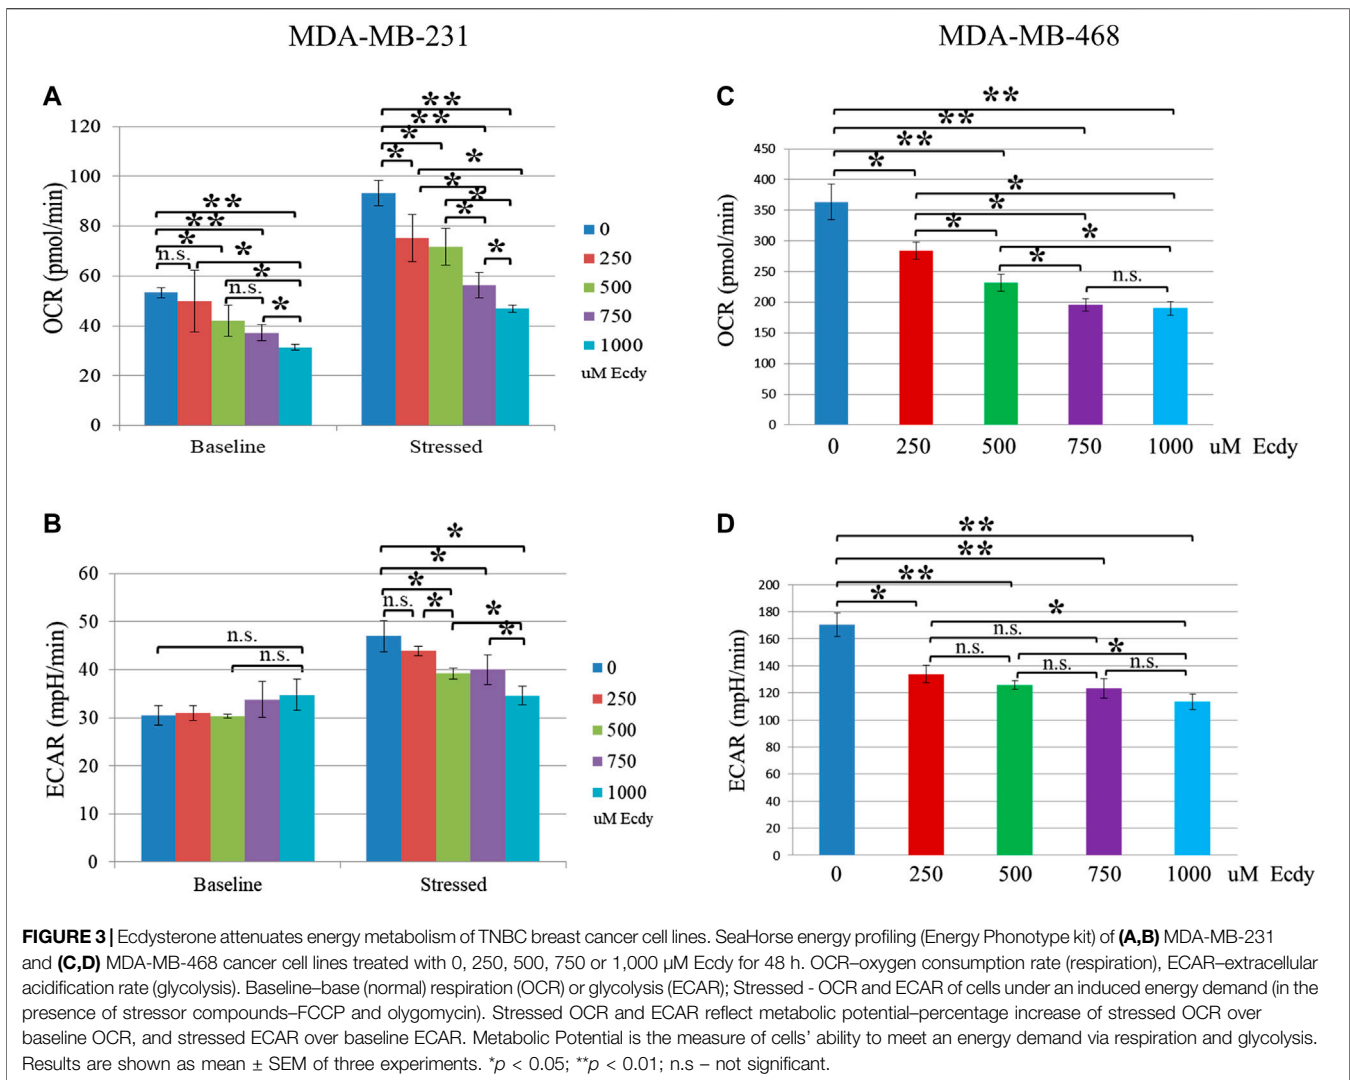 MDA-MB-231
MDA-MB-468
A
OCR (pmol/min)
120
100
80
60
40
20
0
** 
**
*
n.s.
*
*
n.s.
*
**
**
*
*
*
*
*
*
*
Baseline
Stressed
0
250
500
750
1000
uM Ecdy
C
OCR (pmol/min)
450
400
350
300
250
200
150
100
50
0
**
**
**
*
*
*
*
*
*
n.s.
0 250 500 750 1000 uM Ecdy
B
ECAR (mpH/min)
60
50
40
30
20
10
0
n.s.
n.s.
*
*
*
n.s.
*
*
*
Baseline
Stressed
0
250
500
750
1000
uM Ecdy
D
ECAR (mpH/min)
200
180
160
140
120
100
80
60
40
20
0
**
**
**
*
*
n.s.
n.s.
*
n.s.
n.s.
0 250 500 750 1000 uM Ecdy
FIGURE 3 | Ecdysterone attenuates energy metabolism of TNBC breast cancer cell lines. SeaHorse energy profiling (Energy Phonotype kit) of (A,B) MDA-MB-231
and (C,D) MDA-MB-468 cancer cell lines treated with 0, 250, 500, 750 or 1,000 µM Ecdy for 48 h. OCR–oxygen consumption rate (respiration), ECAR–extracellular
acidification rate (glycolysis). Baseline–base (normal) respiration (OCR) or glycolysis (ECAR); Stressed - OCR and ECAR of cells under an induced energy demand (in the
presence of stressor compounds–FCCP and olygomycin). Stressed OCR and ECAR reflect metabolic potential–percentage increase of stressed OCR over
baseline OCR, and stressed ECAR over baseline ECAR. Metabolic Potential is the measure of cells' ability to meet an energy demand via respiration and glycolysis.
Results are shown as mean ± SEM of three experiments. *p < 0.05; **p < 0.01; n.s – not significant.